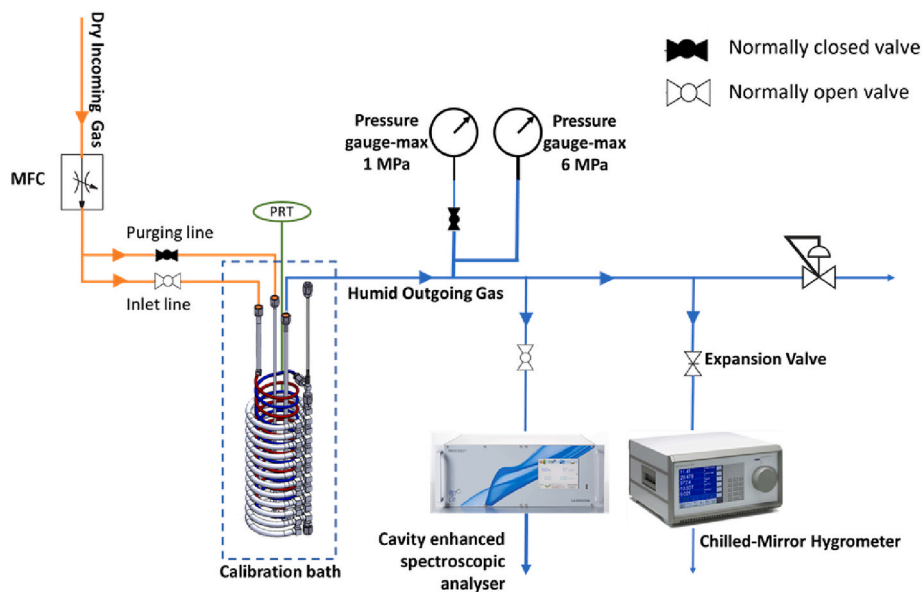 Dry Incoming Gas
Normally closed valve
Normally open valve
Pressure
gauge-max
1 MPa
Pressure
gauge-max
6 MPa
MFC
PRT
Purging line
Inlet line
Humid Outgoing Gas
Expansion Valve
Cavity enhanced
spectroscopic
analyser
Chilled-Mirror Hygrometer
Calibration bath